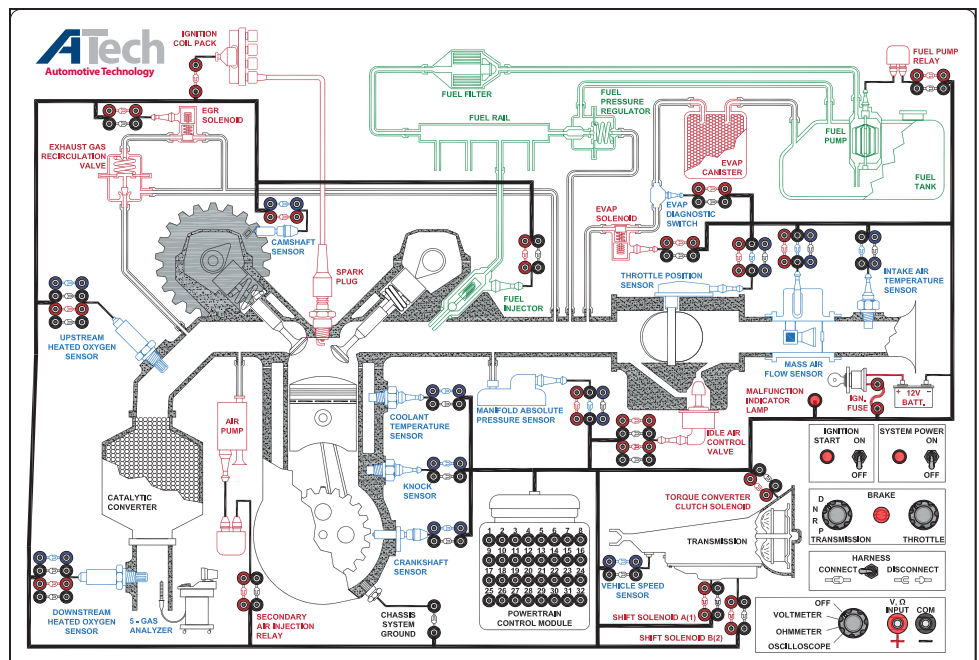 ATech
Automotive Technology
IGNITION
COIL PACK
EGR
SOLENOID
EXHAUST GAS
RECIRCULATION
VALVE
FUEL FILTER
FUEL RAIL
FUEL
PRESSURE
REGULATOR
FUEL PUMP
RELAY
FUEL
PUMP
FUEL
TANK
EVAP
CANISTER
EVAP
DIAGNOSTIC
SWITCH
EVAP
SOLENOID
CAMSHAFT
SENSOR
SPARK
PLUG
FUEL
INJECTOR
THROTTLE POSITION
SENSOR
INTAKE AIR
TEMPERATURE
SENSOR
UPSTREAM
HEATED OXYGEN
SENSOR
MASS AIR
FLOW SENSOR
MALFUNCTION
INDICATOR
LAMP
IGN.
FUSE
+ −
12V
BATT.
AIR
PUMP
COOLANT
TEMPERATURE
SENSOR
MANIFOLD ABSOLUTE
PRESSURE SENSOR
IDLE AIR
CONTROL
VALVE
IGNITION
START ON
OFF
SYSTEM POWER
ON
OFF
CATALYTIC
CONVERTER
KNOCK
SENSOR
TORQUE CONVERTER
CLUTCH SOLENOID
TRANSMISSION
BRAKE
D
N
R
P
TRANSMISSION
THROTTLE
CRANKSHAFT
SENSOR
1 2 3 4 5 6 7 8
9 10 11 12 13 14 15 16
17 18 19 20 21 22 23 24
25 26 27 28 29 30 31 32
POWERTRAIN
CONTROL MODULE
VEHICLE SPEED
SENSOR
HARNESS
CONNECT DISCONNECT
DOWNSTREAM
HEATED OXYGEN
SENSOR
5 - GAS
ANALYZER
SECONDARY
AIR INJECTION
RELAY
CHASSIS
SYSTEM
GROUND
SHIFT SOLENOID A(1)
SHIFT SOLENOID B(2)
OFF
VOLTMETER
OHMMETER
OSCILLOSCOPE
V, Ω
INPUT
+
COM
−